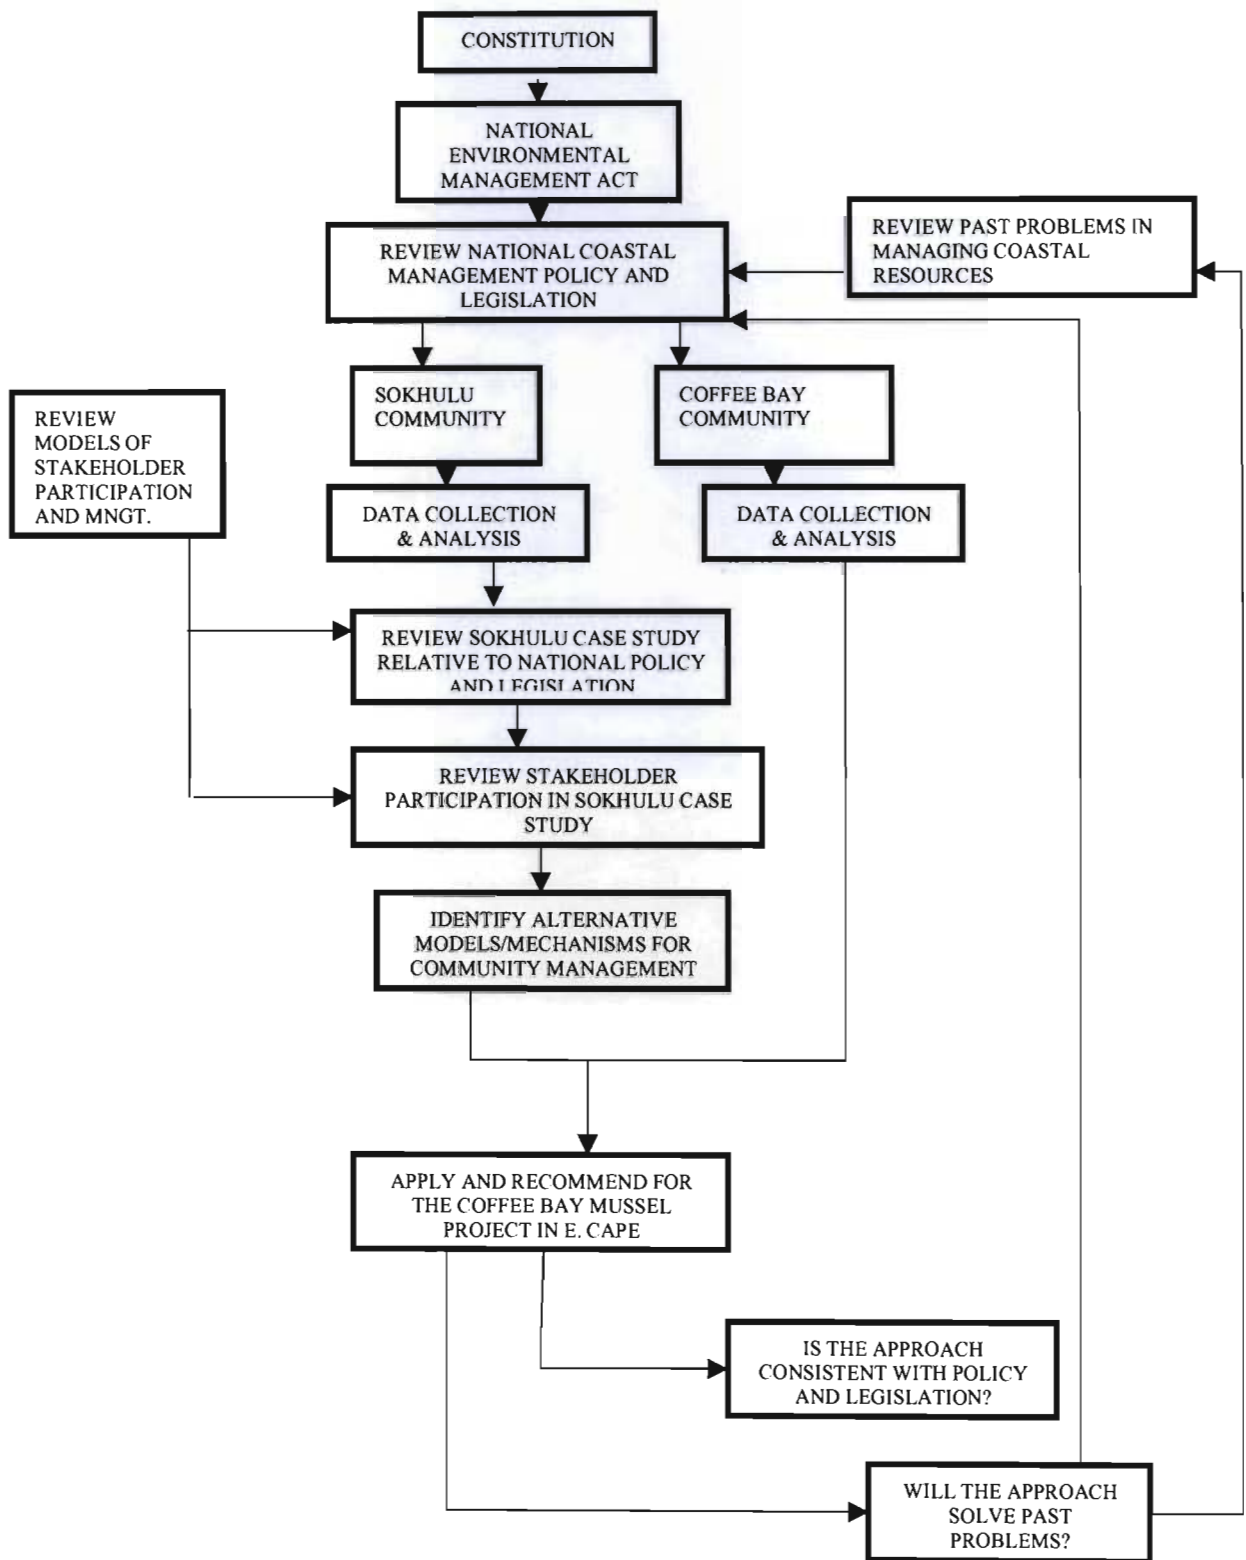 CONSTITUTION
NATIONAL
ENVIRONMENTAL
MANAGEMENT ACT
REVIEW NATIONAL COASTAL
MANAGEMENT POLICY AND
LEGISLATION
REVIEW PAST PROBLEMS IN
MANAGING COASTAL
RESOURCES
SOKHULU
COMMUNITY
COFFEE BAY
COMMUNITY
REVIEW
MODELS OF
STAKEHOLDER
PARTICIPATION
AND MNGT.
DATA COLLECTION
& ANALYSIS
DATA COLLECTION
& ANALYSIS
REVIEW SOKHULU CASE STUDY
RELATIVE TO NATIONAL POLICY
AND LEGISLATION
REVIEW STAKEHOLDER
PARTICIPATION IN SOKHULU CASE
STUDY
IDENTIFY ALTERNATIVE
MODELS/MECHANISMS FOR
COMMUNITY MANAGEMENT
APPLY AND RECOMMEND FOR
THE COFFEE BAY MUSSEL
PROJECT IN E. CAPE
IS THE APPROACH
CONSISTENT WITH POLICY
AND LEGISLATION?
WILL THE APPROACH
SOLVE PAST
PROBLEMS?